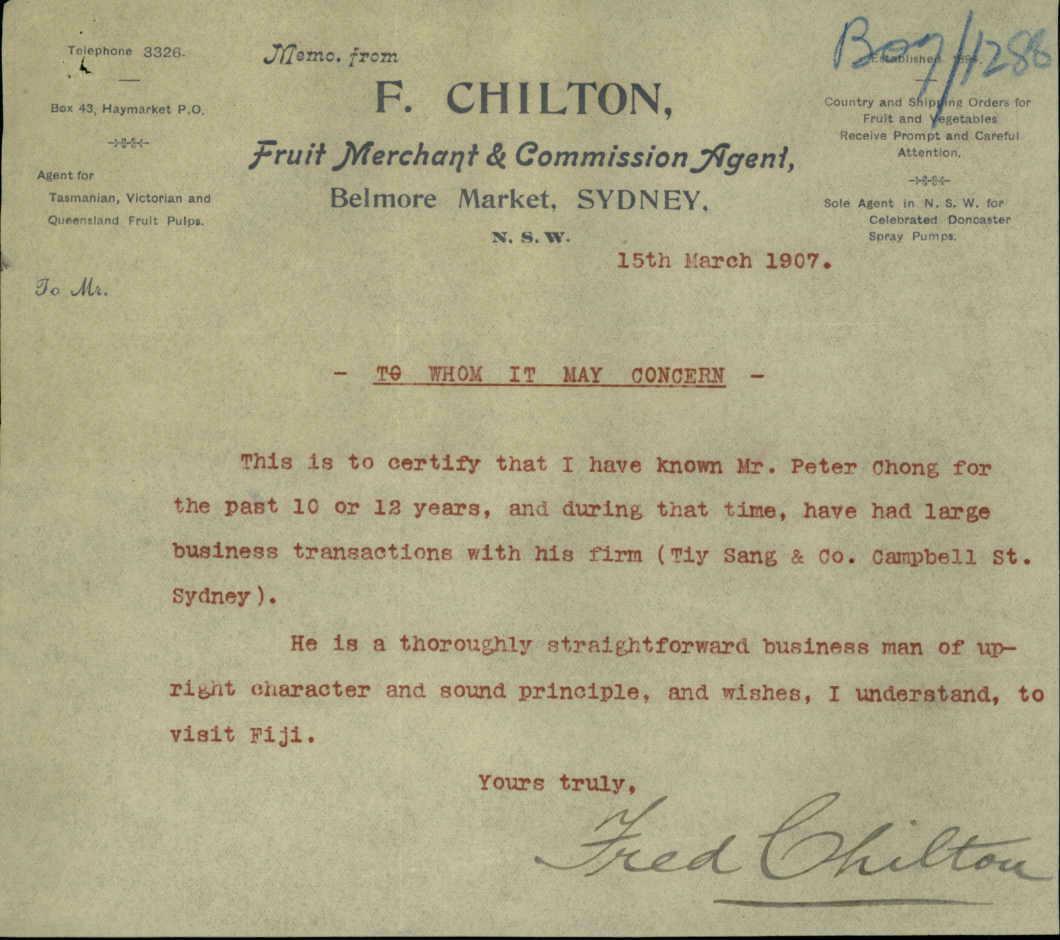 Telephone 3326.
Box 43, Haymarket P.O.
Agent for
Tasmanian, Victorian and
Queensland Fruit Pulps.
To Mr.
Memo. from
F. CHILTON,
Fruit Merchant & Commission Agent,
Belmore Market, SYDNEY,
N. S. W.
Established
Country and Shipping Orders for
Fruit and Vegetables
Receive Prompt and Careful
Attention.
Sole Agent in N. S. W. for
Celebrated Doncaster
Spray Pumps.
15th March 1907.
- TO WHOM IT MAY CONCERN -
This is to certify that I have known Mr. Peter Chong for
the past 10 or 12 years, and during that time, have had large
business transactions with his firm (Tiy Sang & Co. Campbell St.
Sydney).
He is a thoroughly straightforward business man of up-
right character and sound principle, and wishes, I understand, to
visit Fiji.
Yours truly,
Fred Chilton